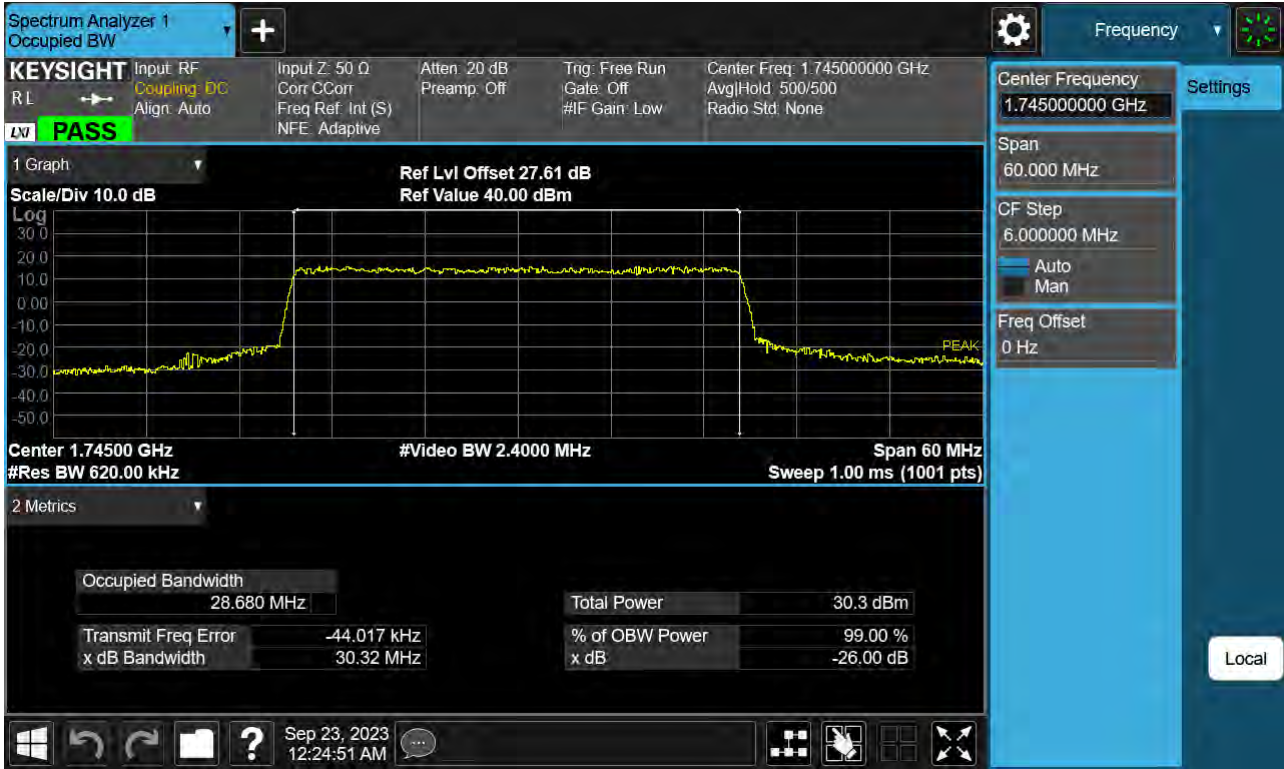 Spectrum Analyzer 1
Occupied BW
Frequency
KEYSIGHT
RL
LXI
PASS
Input: RF
Coupling: DC
Align: Auto
Input Z: 50 Ω
Corr CCorr
Freq Ref: Int (S)
NFE: Adaptive
Atten: 20 dB
Preamp: Off
Trig: Free Run
Gate: Off
#IF Gain: Low
Center Freq: 1.745000000 GHz
Avg|Hold: 500/500
Radio Std: None
Center Frequency
1.745000000 GHz
Settings
Span
60.000 MHz
CF Step
6.000000 MHz
Auto
Man
Freq Offset
0 Hz
Local
1 Graph
Scale/Div 10.0 dB
Ref Lvl Offset 27.61 dB
Ref Value 40.00 dBm
Log
30.0
20.0
10.0
0.00
-10.0
-20.0
-30.0
-40.0
-50.0
PEAK
Center 1.74500 GHz
#Video BW 2.4000 MHz
Span 60 MHz
#Res BW 620.00 kHz
Sweep 1.00 ms (1001 pts)
2 Metrics
Occupied Bandwidth
28.680 MHz
Total Power 30.3 dBm
Transmit Freq Error -44.017 kHz
% of OBW Power 99.00 %
x dB Bandwidth 30.32 MHz
x dB -26.00 dB
?
Sep 23, 2023
12:24:51 AM